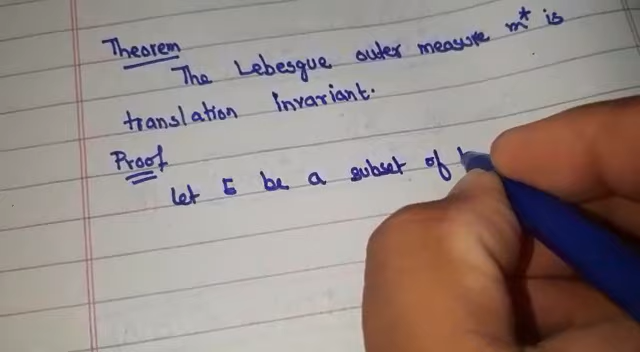 Theorem
The Lebesgue outer measure m* is
translation invariant.
Proof
Let E be a subset of